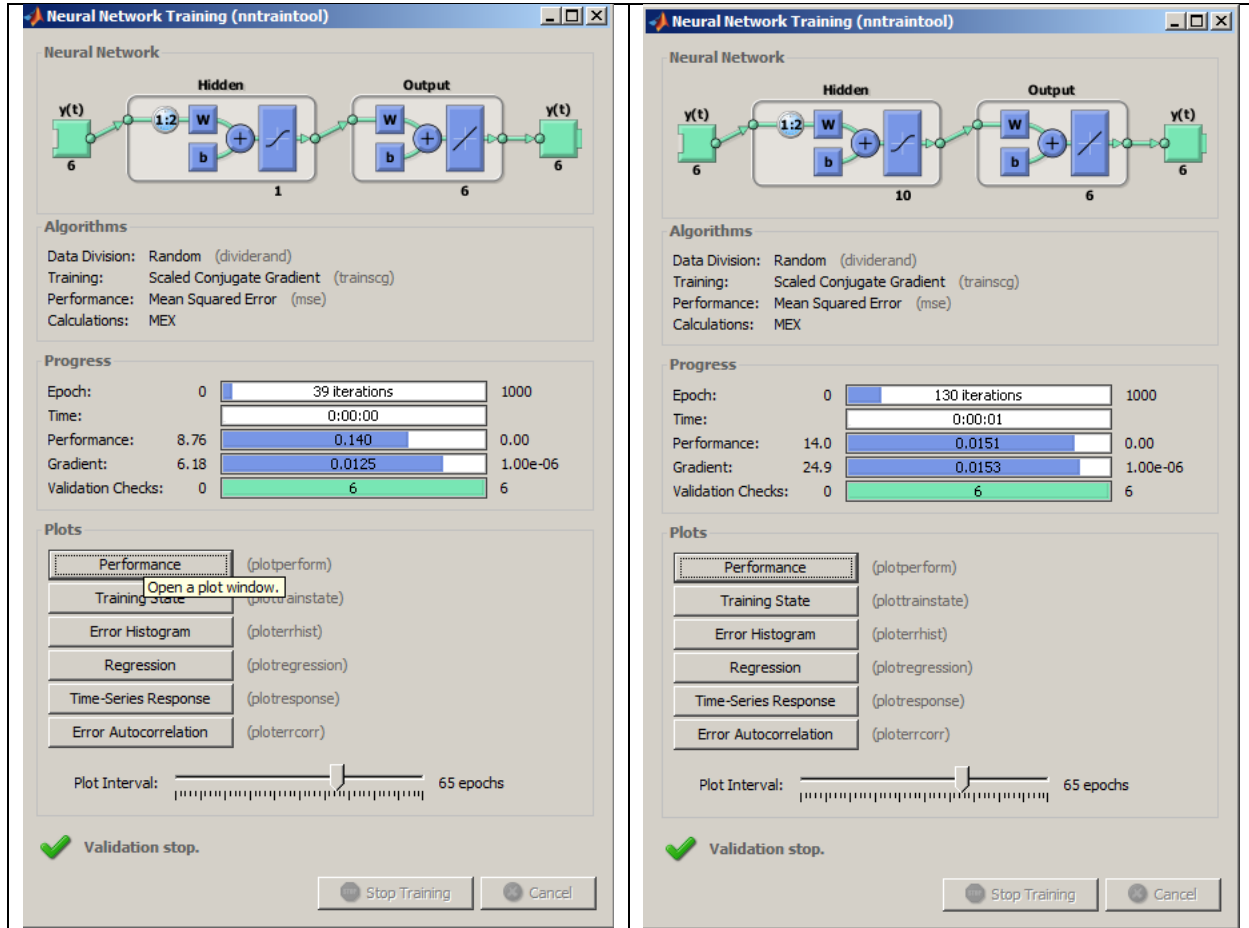 Neural Network Training (nntraintool)
Neural Network
Hidden Output
y(t) 1:2 W W y(t)
b b
6 1 6 6
Algorithms
Data Division: Random (dividerand)
Training: Scaled Conjugate Gradient (trainscg)
Performance: Mean Squared Error (mse)
Calculations: MEX
Progress
Epoch: 0 39 iterations 1000
Time: 0:00:00
Performance: 8.76 0.140 0.00
Gradient: 6.18 0.0125 1.00e-06
Validation Checks: 0 6 6
Plots
Performance (plotperform)
Open a plot window.
Training State (plottrainstate)
Error Histogram (ploterrhist)
Regression (plotregression)
Time-Series Response (plotresponse)
Error Autocorrelation (ploterrcorr)
Plot Interval: 65 epochs
Validation stop.
Stop Training Cancel
Neural Network Training (nntraintool)
Neural Network
Hidden Output
y(t) 1:2 W W y(t)
b b
6 10 6 6
Algorithms
Data Division: Random (dividerand)
Training: Scaled Conjugate Gradient (trainscg)
Performance: Mean Squared Error (mse)
Calculations: MEX
Progress
Epoch: 0 130 iterations 1000
Time: 0:00:01
Performance: 14.0 0.0151 0.00
Gradient: 24.9 0.0153 1.00e-06
Validation Checks: 0 6 6
Plots
Performance (plotperform)
Training State (plottrainstate)
Error Histogram (ploterrhist)
Regression (plotregression)
Time-Series Response (plotresponse)
Error Autocorrelation (ploterrcorr)
Plot Interval: 65 epochs
Validation stop.
Stop Training Cancel